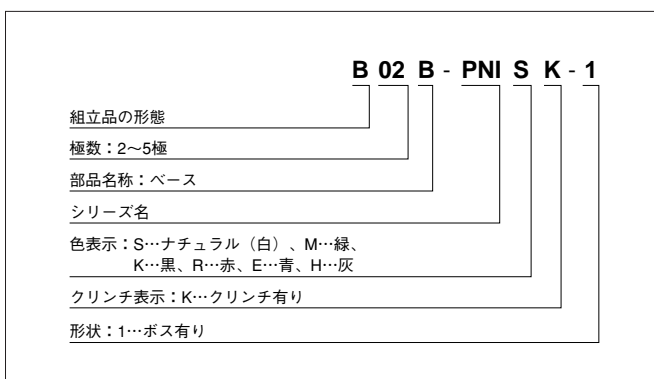 B 02 B - PNI S K - 1
組立品の形態
極数：2〜5極
部品名称：ベース
シリーズ名
色表示：S…ナチュラル（白）、M…緑、
K…黒、R…赤、E…青、H…灰
クリンチ表示：K…クリンチ有り
形状：1…ボス有り